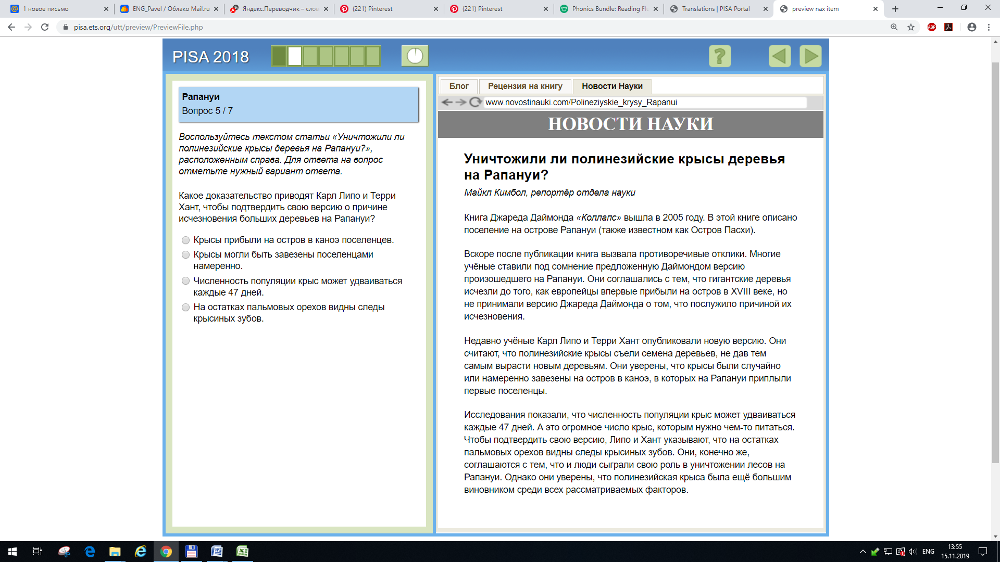 1 новое письмо
ENG_Pavel / Облако Mail.ru
Яндекс.Переводчик – слов
(221) Pinterest
(221) Pinterest
Phonics Bundle: Reading Flu
Translations | PISA Portal
preview nax item
pisa.ets.org/utt/preview/PreviewFile.php
ABP
PISA 2018
?
Рапануи
Вопрос 5 / 7
Воспользуйтесь текстом статьи «Уничтожили ли
полинезийские крысы деревья на Рапануи?»,
расположенным справа. Для ответа на вопрос
отметьте нужный вариант ответа.
Какое доказательство приводят Карл Липо и Терри
Хант, чтобы подтвердить свою версию о причине
исчезновения больших деревьев на Рапануи?
Крысы прибыли на остров в каноэ поселенцев.
Крысы могли быть завезены поселенцами
намеренно.
Численность популяции крыс может удваиваться
каждые 47 дней.
На остатках пальмовых орехов видны следы
крысиных зубов.
Блог
Рецензия на книгу
Новости Науки
www.novostinauki.com/Polineziyskie_krysy_Rapanui
НОВОСТИ НАУКИ
Уничтожили ли полинезийские крысы деревья
на Рапануи?
Майкл Кимбол, репортёр отдела науки
Книга Джареда Даймонда «Коллапс» вышла в 2005 году. В этой книге описано
поселение на острове Рапануи (также известном как Остров Пасхи).
Вскоре после публикации книга вызвала противоречивые отклики. Многие
учёные ставили под сомнение предложенную Даймондом версию
произошедшего на Рапануи. Они соглашались с тем, что гигантские деревья
исчезли до того, как европейцы впервые прибыли на остров в XVIII веке, но
не принимали версию Джареда Даймонда о том, что послужило причиной их
исчезновения.
Недавно учёные Карл Липо и Терри Хант опубликовали новую версию. Они
считают, что полинезийские крысы съели семена деревьев, не дав тем
самым вырасти новым деревьям. Они уверены, что крысы были случайно
или намеренно завезены на остров в каноэ, в которых на Рапануи приплыли
первые поселенцы.
Исследования показали, что численность популяции крыс может удваиваться
каждые 47 дней. А это огромное число крыс, которым нужно чем-то питаться.
Чтобы подтвердить свою версию, Липо и Хант указывают, что на остатках
пальмовых орехов видны следы крысиных зубов. Они, конечно же,
соглашаются с тем, что и люди сыграли свою роль в уничтожении лесов на
Рапануи. Однако они уверены, что полинезийская крыса была ещё большим
виновником среди всех рассматриваемых факторов.
ENG
13:55
15.11.2019